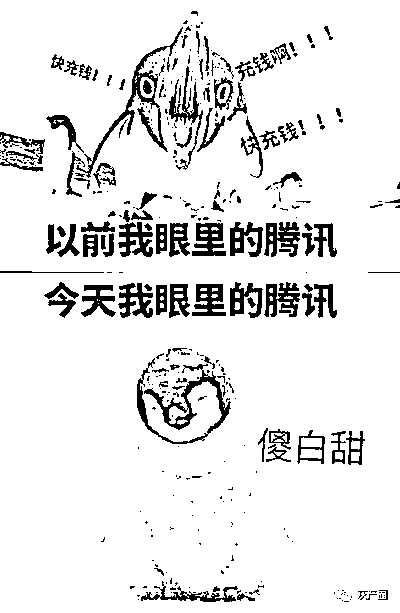 快充钱！！！
充钱啊！！！
快充钱！！！
以前我眼里的腾讯
今天我眼里的腾讯
傻白甜
灰产圈